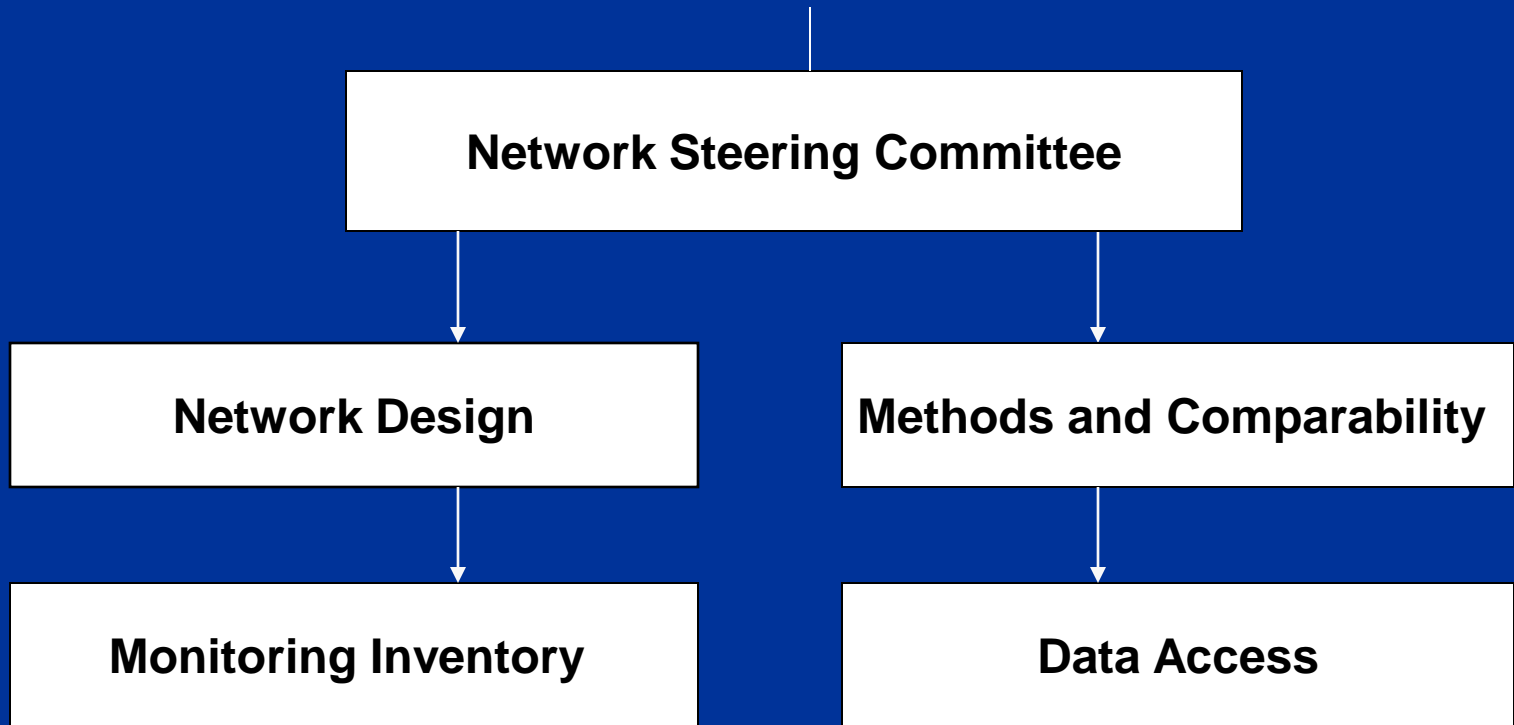 Network Steering Committee
Network Design
Methods and Comparability
Monitoring Inventory
Data Access